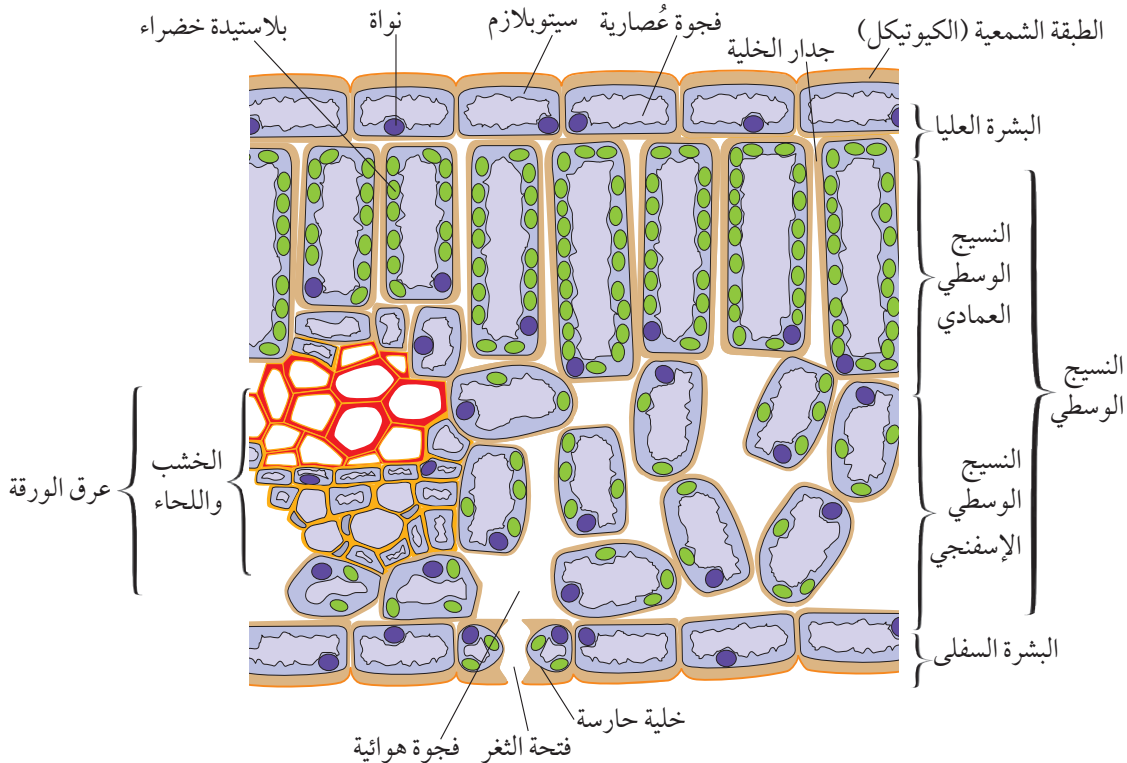 الطبقة الشمعية (الكيوتيكل)
جدار الخلية
فجوة عُصارية
سيتوبلازم
نواة
بلاستيدة خضراء
البشرة العليا
النسيج
الوسطي
العمادي
النسيج
الوسطي
النسيج
الوسطي
الإسفنجي
البشرة السفلى
الخشب
واللحاء
عرق الورقة
خلية حارسة
فتحة الثغر
فجوة هوائية